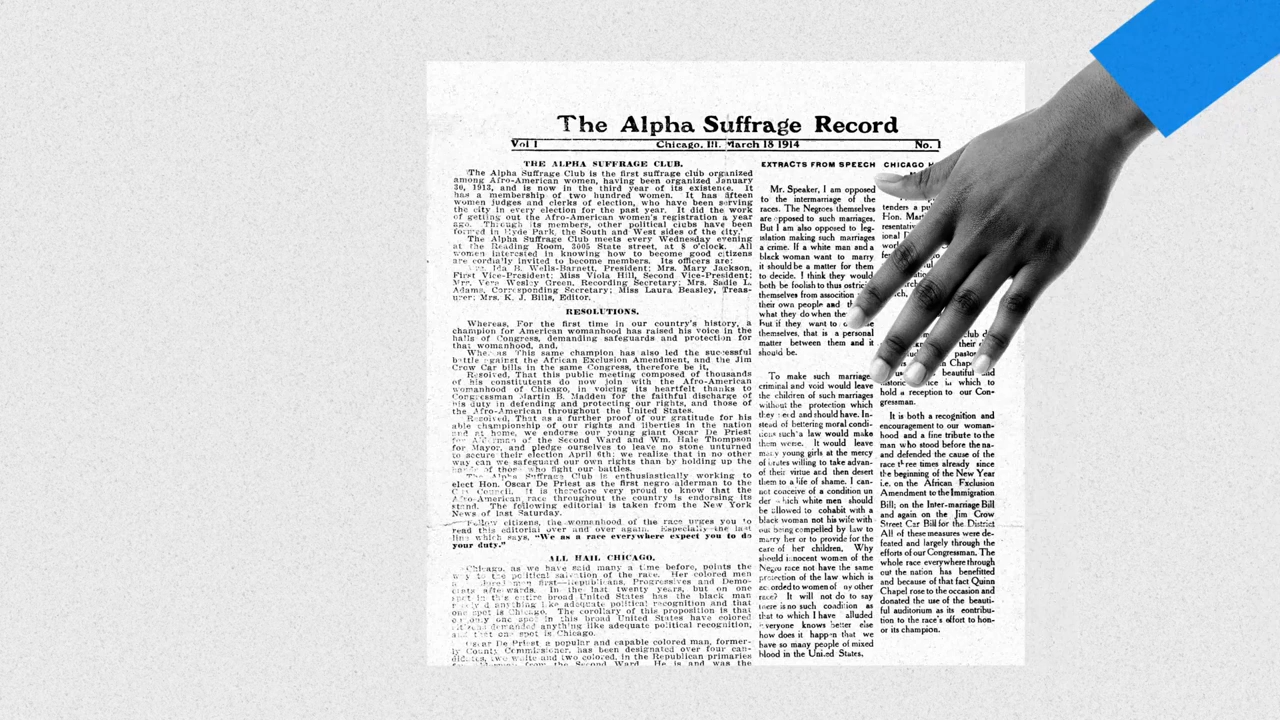 The Alpha Suffrage Record
Vol 1 Chicago, Ill. March 18 1914 No. 1
THE ALPHA SUFFRAGE CLUB.
The Alpha Suffrage Club is the first suffrage club organized
among Afro-American women, having been organized January
30, 1913, and is now in the third year of its existence. It
has a membership of two hundred women. It has fifteen
women judges and clerks of election, who have been serving
the city in every election for the past year. It did the work
of getting out the Afro-American women's registration a year
ago. Through its members, other political clubs have been
formed in Hyde Park, the South and West sides of the city.
The Alpha Suffrage Club meets every Wednesday evening
at the Reading Room, 3005 State street, at 8 o'clock. All
women interested in knowing how to become good citizens
are cordially invited to become members. Its officers are:
Mrs. Ida B. Wells-Barnett, President; Mrs. Mary Jackson,
First Vice-President; Miss Viola Hill, Second Vice-President;
Mrs. Vera Wesley Green, Recording Secretary; Mrs. Sadie L.
Adams, Corresponding Secretary; Miss Laura Beasley, Treas-
urer; Mrs. K. J. Bills, Editor.
RESOLUTIONS.
Whereas, For the first time in our country's history, a
champion for American womanhood has raised his voice in the
halls of Congress, demanding safeguards and protection for
that womanhood, and,
Whereas This same champion has also led the successful
battle against the African Exclusion Amendment, and the Jim
Crow Car bills in the same Congress, therefore be it,
Resolved, That this public meeting composed of thousands
of his constituents do now join with the Afro-American
womanhood of Chicago, in voicing its heartfelt thanks to
Congressman Martin B. Madden for the faithful discharge of
his duty in defending and protecting our rights, and those of
the Afro-American throughout the United States.
Resolved, That as a further proof of our gratitude for his
able championship of our rights and liberties in the nation
and at home, we endorse our young giant Oscar De Priest
for Alderman of the Second Ward and Wm. Hale Thompson
for Mayor, and pledge ourselves to leave no stone unturned
to secure their election April 6th; we realize that in no other
way can we safeguard our own rights than by holding up the
hands of those who fight our battles.
The Alpha Suffrage Club is enthusiastically working to
elect Hon. Oscar De Priest as the first negro alderman to the
City Council. It is therefore very proud to know that the
Afro-American race throughout the country is endorsing its
stand. The following editorial is taken from the New York
News of last Saturday.
Fellow citizens, the womanhood of the race urges you to
read this editorial over and over again. Especially the last
line which says, "We as a race everywhere expect you to do
your duty."
ALL HAIL CHICAGO.
Chicago, as we have said many a time before, points the
way to the political salvation of the race. Her colored men
colored men first—Republicans, Progressives and Demo-
crats afterwards. In the last twenty years, but on one
spot in this entire broad United States has the black man
received anything like adequate political recognition and that
one spot is Chicago. The corollary of this proposition is that
on only one spot in this broad United States have colored
citizens demanded anything like adequate political recognition,
and that one spot is Chicago.
Oscar De Priest a popular and capable colored man, former-
ly County Commissioner, has been designated over four can-
didates, two white and two colored, in the Republican primaries
from the Second Ward. He is and was the
EXTRACTS FROM SPEECH
Mr. Speaker, I am opposed
to the intermarriage of the
races. The Negroes themselves
are opposed to such marriages.
But I am also opposed to leg-
islation making such marriages
a crime. If a white man and a
black woman want to marry
it should be a matter for them
to decide. I think they would
both be foolish to thus ostricise
themselves from association
their own people and
what they do when the
but if they want to
themselves, that is a personal
matter between them and it
should be.
To make such marriage
criminal and void would leave
the children of such marriages
without the protection which
they need and should have. In-
stead of bettering moral condi-
tions such a law would make
them worse. It would leave
many young girls at the mercy
of brutes willing to take advan-
of their virtue and then desert
them to a life of shame. I can-
not conceive of a condition un
der which white men should
be allowed to cohabit with a
black woman not his wife with
out being compelled by law to
marry her or to provide for the
care of her children. Why
should innocent women of the
Negro race not have the same
protection of the law which is
accorded to women of any other
race? It will not do to say
there is no such condition as
that to which I have alluded
Everyone knows better else
how does it happen that we
have so many people of mixed
blood in the United States.
CHICAGO
tenders a
Hon. Mart
resentativ
ional
club
their
Chap
beautiful and
historic in which to
hold a reception to our Con-
gressman.
It is both a recognition and
encouragement to our woman-
hood and a fine tribute to the
man who stood before the na-
and defended the cause of the
race three times already since
the beginning of the New Year
i.e. on the African Exclusion
Amendment to the Immigration
Bill; on the Inter-marriage Bill
and again on the Jim Crow
Street Car Bill for the District
All of these measures were de-
feated and largely through the
efforts of our Congressman. The
whole race everywhere through
out the nation has benefitted
and because of that fact Quinn
Chapel rose to the occasion and
donated the use of the beauti-
ful auditorium as its contribu-
tion to the race's effort to hon-
or its champion.